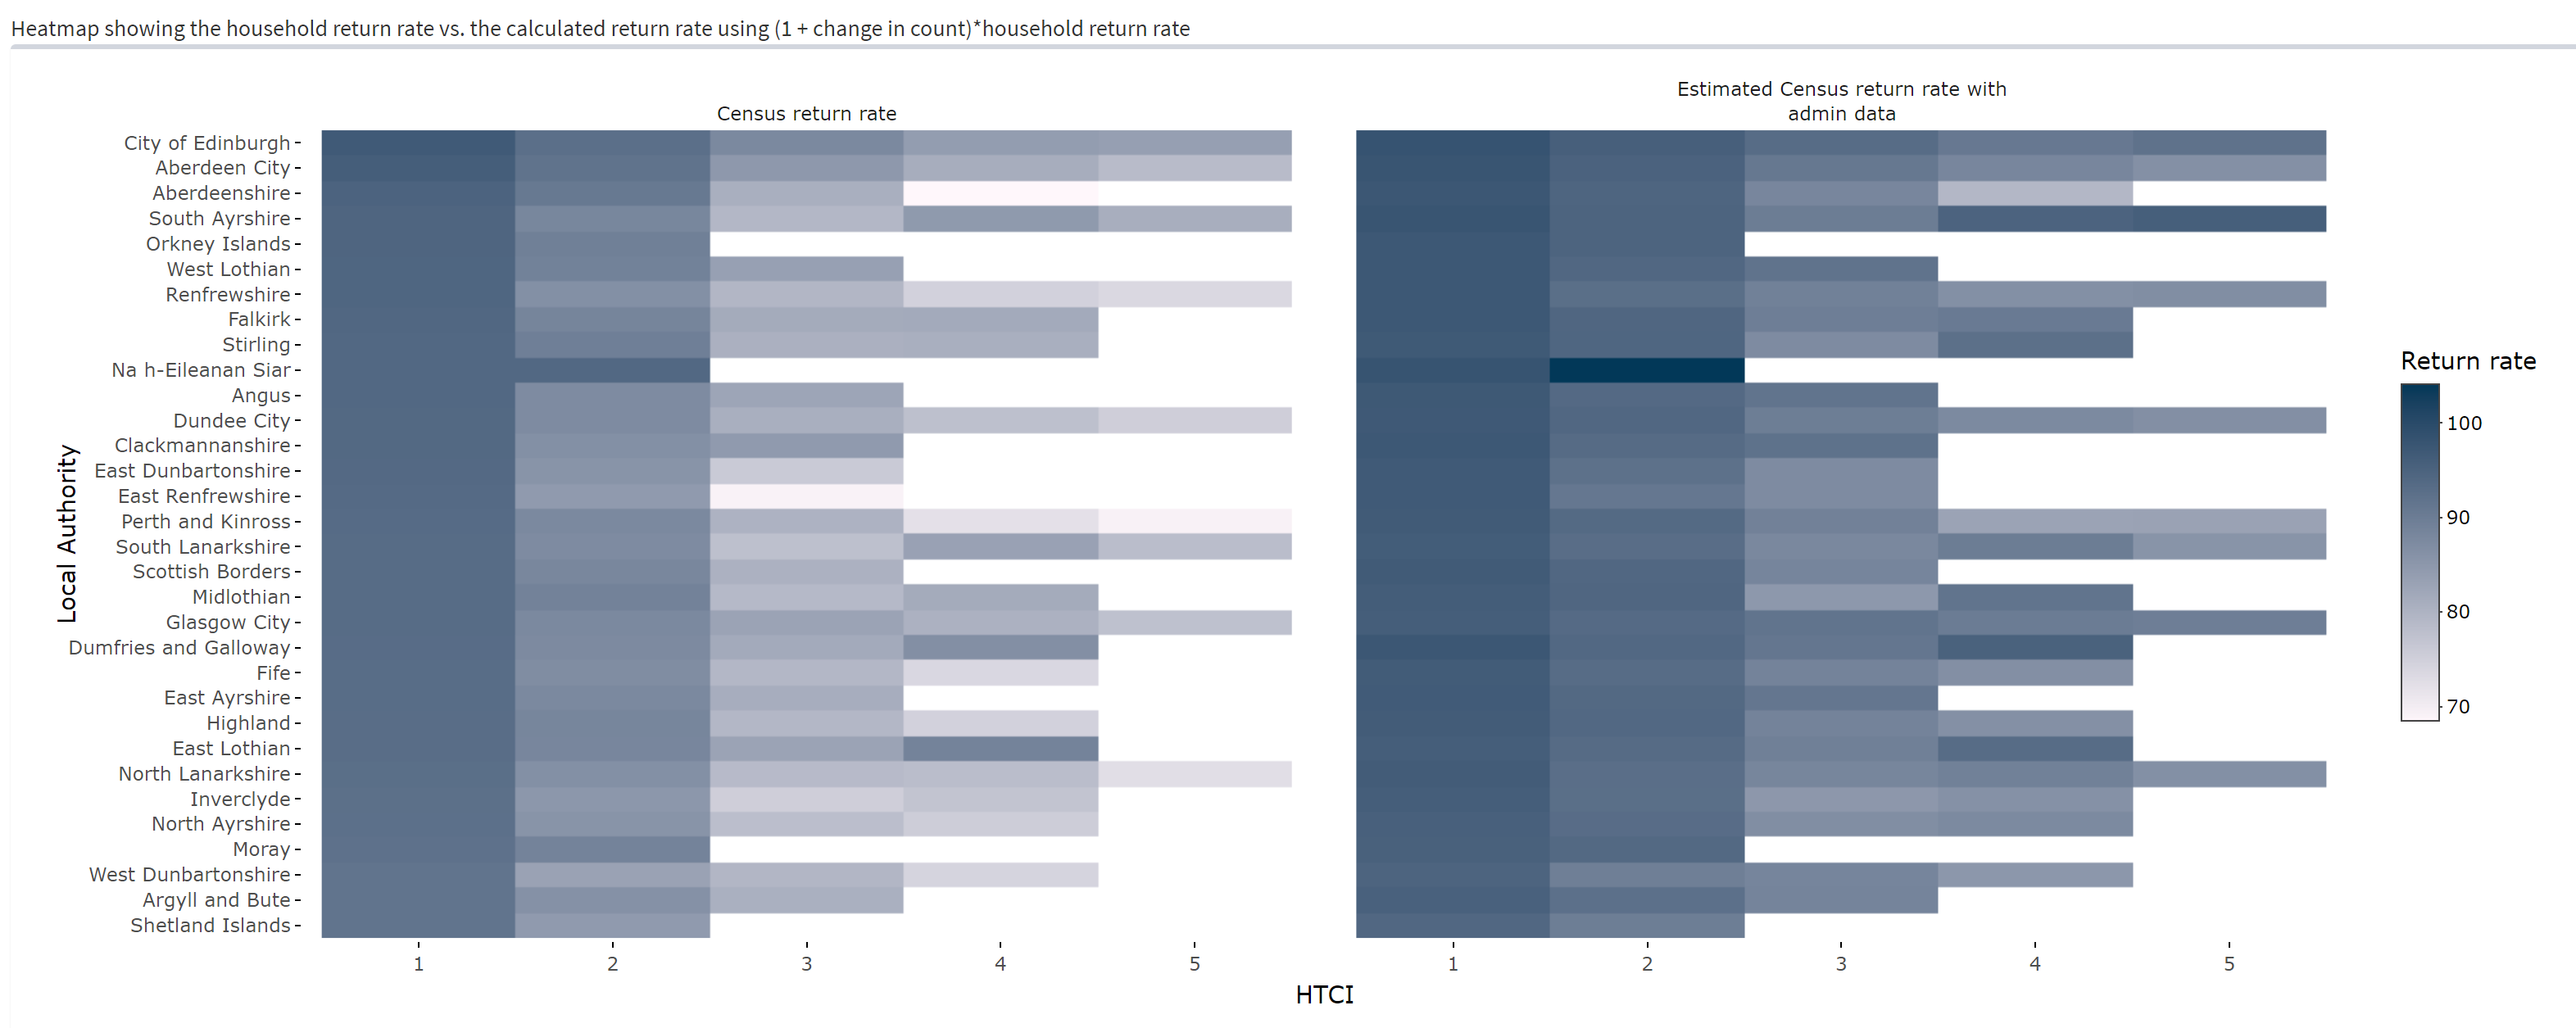 Heatmap showing the household return rate vs. the calculated return rate using (1 + change in count)*household return rate
Census return rate
Estimated Census return rate with
admin data
Local Authority
City of Edinburgh
Aberdeen City
Aberdeenshire
South Ayrshire
Orkney Islands
West Lothian
Renfrewshire
Falkirk
Stirling
Na h-Eileanan Siar
Angus
Dundee City
Clackmannanshire
East Dunbartonshire
East Renfrewshire
Perth and Kinross
South Lanarkshire
Scottish Borders
Midlothian
Glasgow City
Dumfries and Galloway
Fife
East Ayrshire
Highland
East Lothian
North Lanarkshire
Inverclyde
North Ayrshire
Moray
West Dunbartonshire
Argyll and Bute
Shetland Islands
1 2 3 4 5
1 2 3 4 5
HTCI
Return rate
100
90
80
70